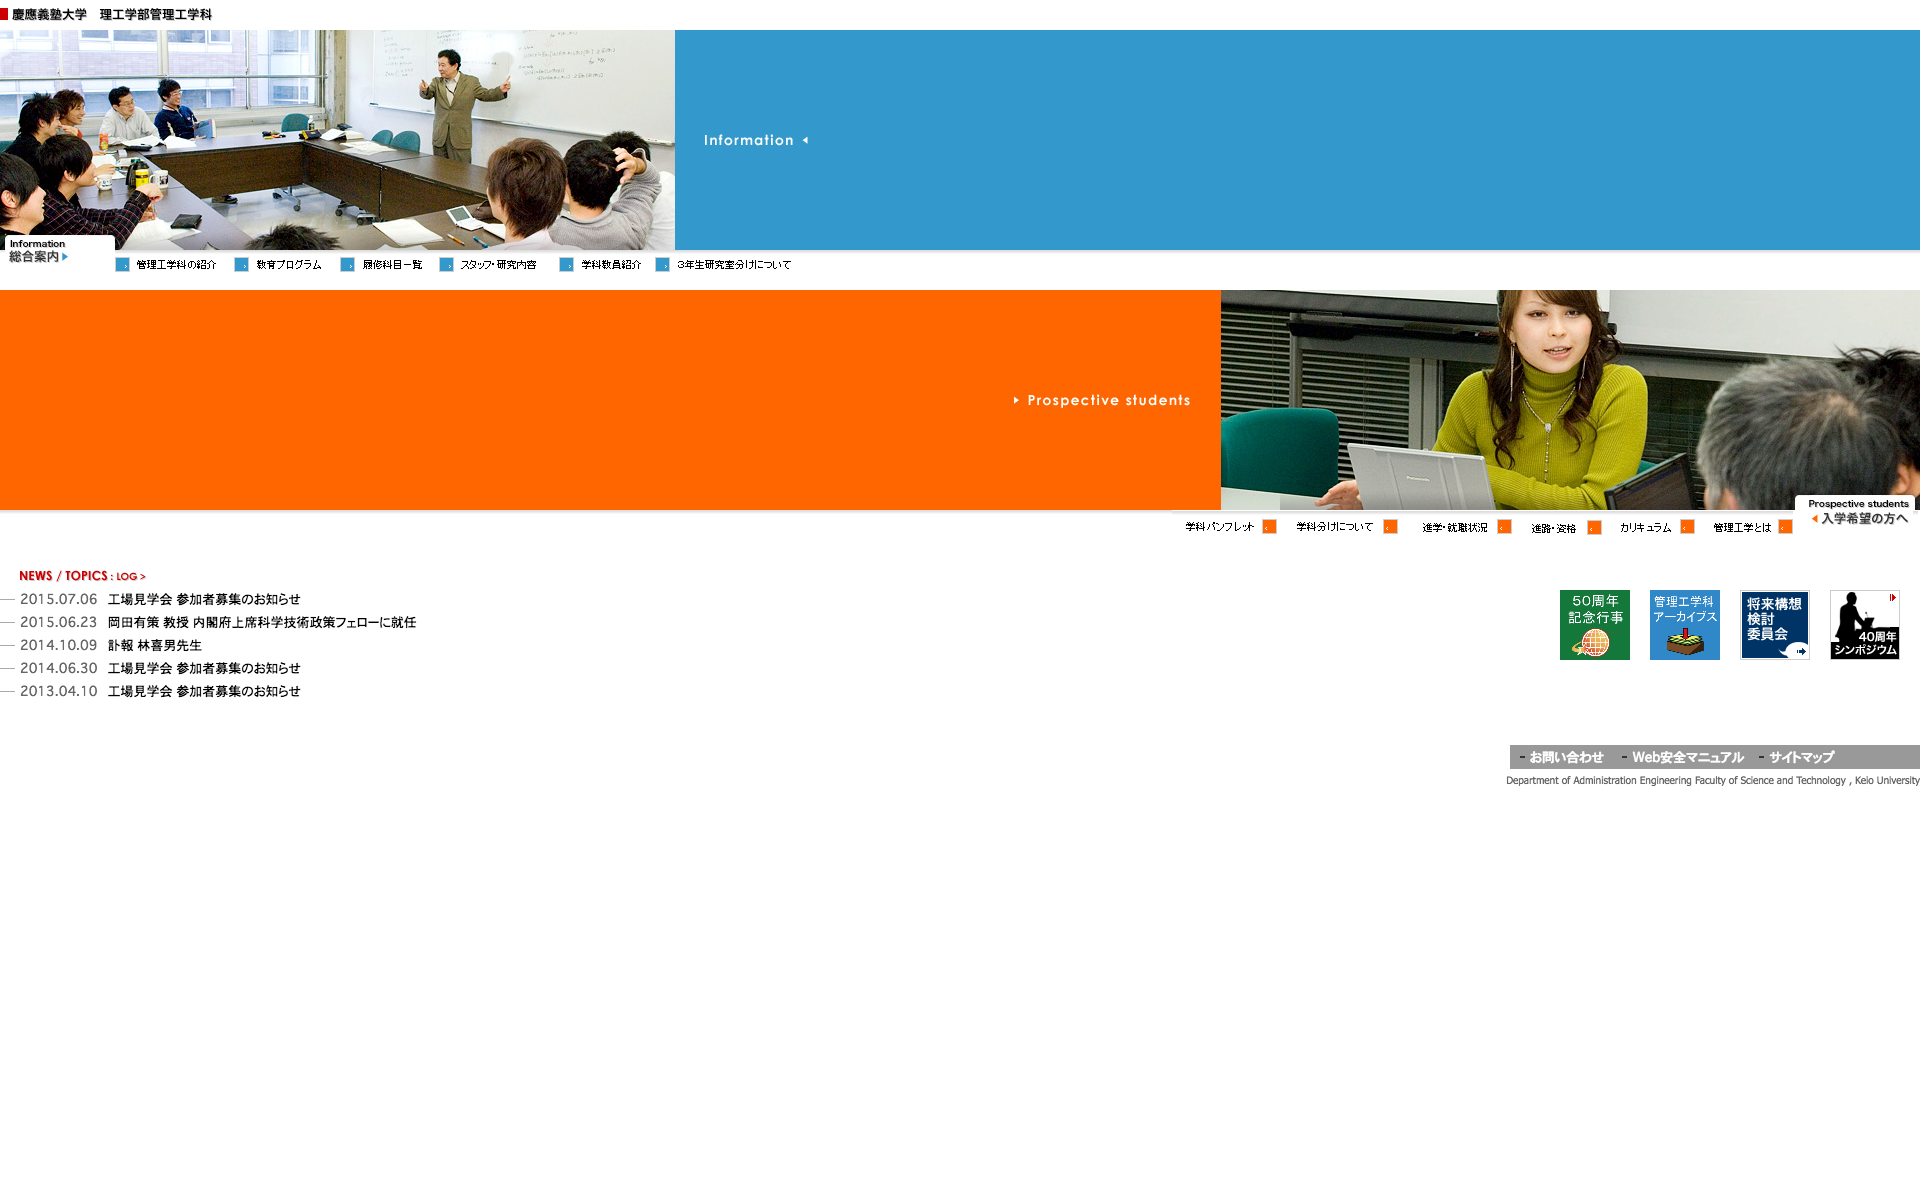 慶應義塾大学　理工学部管理工学科
Information
Information
総合案内
管理工学科の紹介　教育プログラム　履修科目一覧　スタッフ・研究内容　学科教員紹介　3年生研究室分けについて
Prospective students
Prospective students
入学希望の方へ
学科パンフレット　学科分けについて　進学・就職状況　進路・資格　カリキュラム　管理工学とは
NEWS / TOPICS : LOG >
2015.07.06 工場見学会 参加者募集のお知らせ
2015.06.23 岡田有策 教授 内閣府上席科学技術政策フェローに就任
2014.10.09 訃報 林喜男先生
2014.06.30 工場見学会 参加者募集のお知らせ
2013.04.10 工場見学会 参加者募集のお知らせ
50周年
記念行事
管理工学科
アーカイブス
将来構想
検討
委員会
40周年
シンポジウム
- お問い合わせ - Web安全マニュアル - サイトマップ
Department of Administration Engineering Faculty of Science and Technology , Keio University